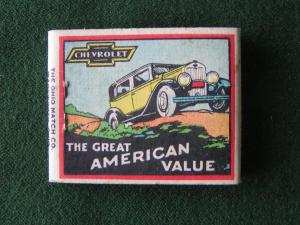 CHEVROLET
THE GREAT
AMERICAN
VALUE
THE OHIO MATCH CO.